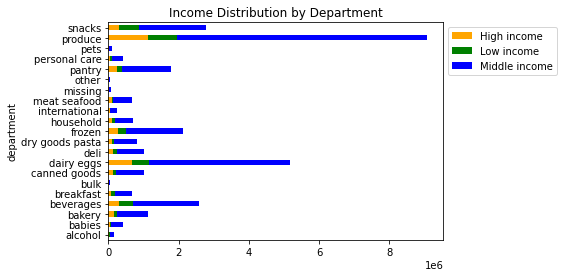 Income Distribution by Department
department
snacks
produce
pets
personal care
pantry
other
missing
meat seafood
international
household
frozen
dry goods pasta
deli
dairy eggs
canned goods
bulk
breakfast
beverages
bakery
babies
alcohol
High income
Low income
Middle income
0 2 4 6 8
1e6